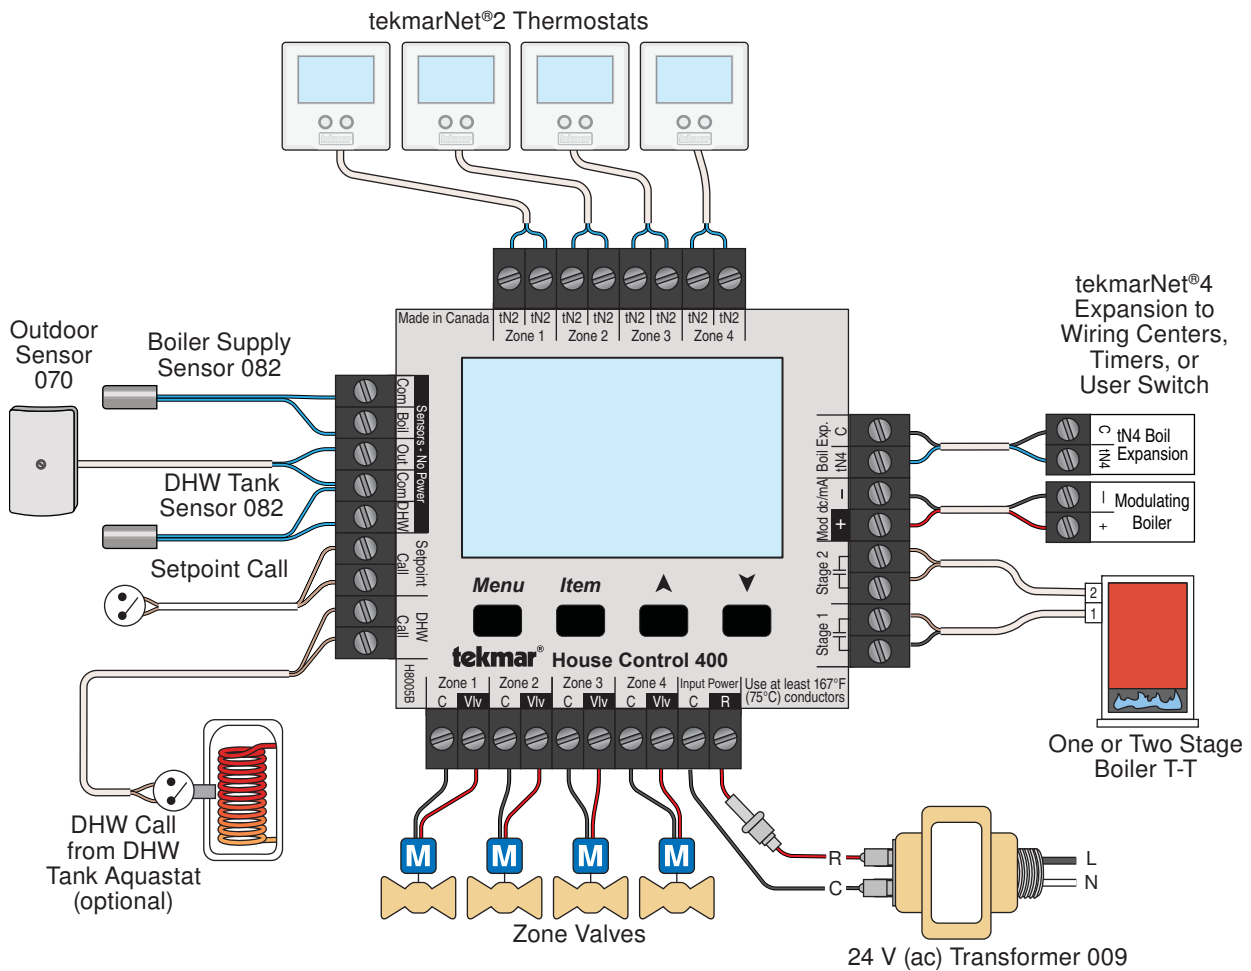 tekmarNet®2 Thermostats
tekmar
tekmar
tekmar
tekmar
Made in Canada
tN2 tN2 tN2 tN2 tN2 tN2 tN2 tN2
Zone 1 Zone 2 Zone 3 Zone 4
Outdoor
Sensor
070
Boiler Supply
Sensor 082
DHW Tank
Sensor 082
Setpoint Call
DHW Call
from DHW
Tank Aquastat
(optional)
Com
Boil
Out
Com
DHW
Sensors - No Power
Setpoint
Call
DHW
Call
H8005B
Menu Item
tekmar® House Control 400
Boil Exp.
C
tN4
Mod dc/mA
–
+
Stage 2
Stage 1
Use at least 167°F
(75°C) conductors
Zone 1 Zone 2 Zone 3 Zone 4 Input Power
C Vlv C Vlv C Vlv C Vlv C R
tekmarNet®4
Expansion to
Wiring Centers,
Timers, or
User Switch
C
tN4
tN4 Boil
Expansion
–
+
Modulating
Boiler
2
1
One or Two Stage
Boiler T-T
M M M M
Zone Valves
R
C
L
N
24 V (ac) Transformer 009